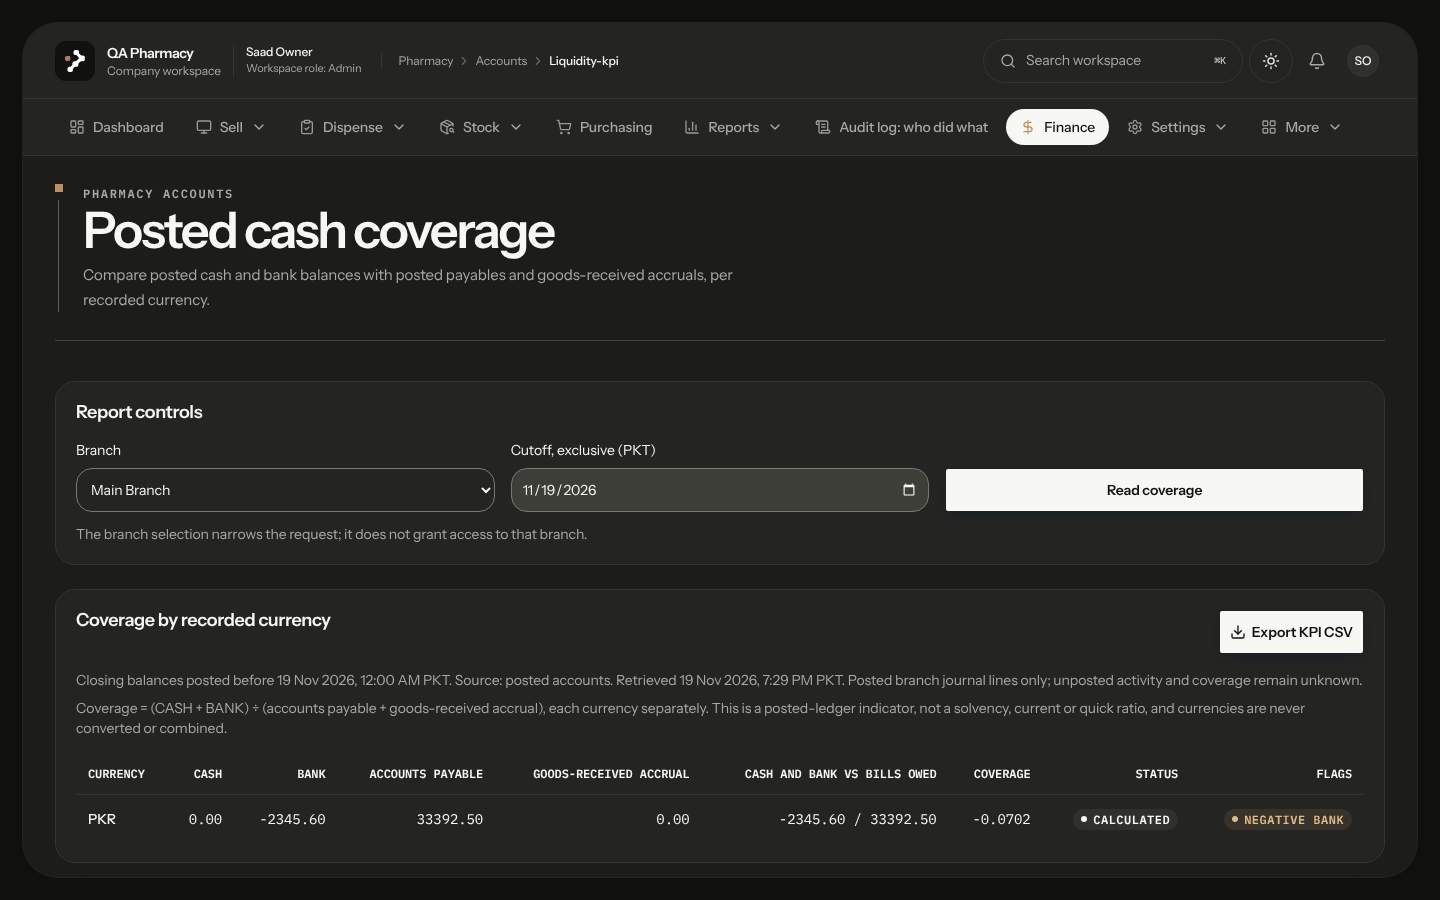 QA Pharmacy
Company workspace
Saad Owner
Workspace role: Admin
Pharmacy > Accounts > Liquidity-kpi
Search workspace ⌘K
SO
Dashboard Sell Dispense Stock Purchasing Reports Audit log: who did what Finance Settings More
PHARMACY ACCOUNTS
Posted cash coverage
Compare posted cash and bank balances with posted payables and goods-received accruals, per
recorded currency.
Report controls
Branch Cutoff, exclusive (PKT)
Main Branch 11/19/2026 Read coverage
The branch selection narrows the request; it does not grant access to that branch.
Coverage by recorded currency
Export KPI CSV
Closing balances posted before 19 Nov 2026, 12:00 AM PKT. Source: posted accounts. Retrieved 19 Nov 2026, 7:29 PM PKT. Posted branch journal lines only; unposted activity and coverage remain unknown.
Coverage = (CASH + BANK) ÷ (accounts payable + goods-received accrual), each currency separately. This is a posted-ledger indicator, not a solvency, current or quick ratio, and currencies are never
converted or combined.
CURRENCY CASH BANK ACCOUNTS PAYABLE GOODS-RECEIVED ACCRUAL CASH AND BANK VS BILLS OWED COVERAGE STATUS FLAGS
PKR 0.00 -2345.60 33392.50 0.00 -2345.60 / 33392.50 -0.0702 CALCULATED NEGATIVE BANK